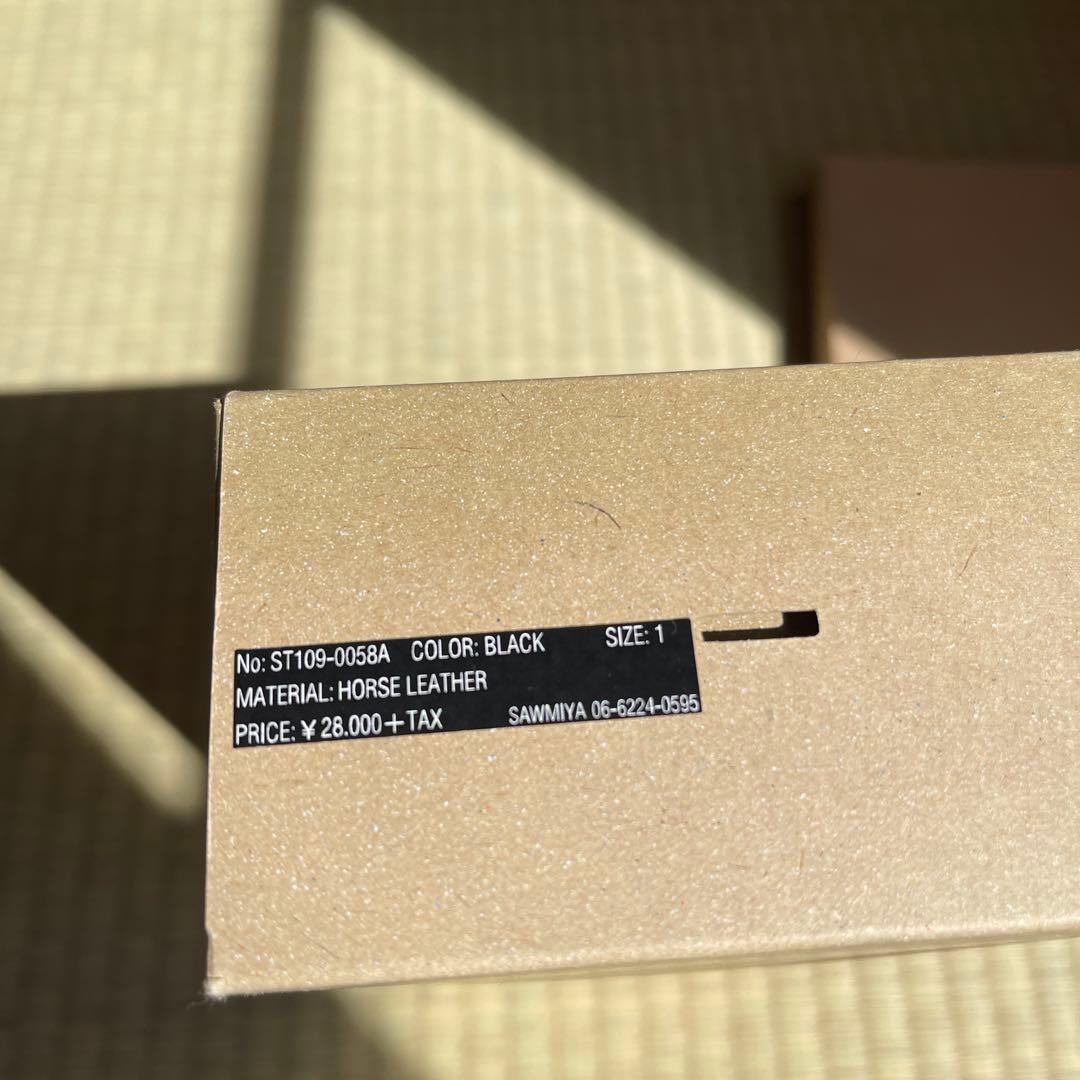 No: ST109-0058A COLOR: BLACK SIZE: 1
MATERIAL: HORSE LEATHER
PRICE: ¥ 28.000+TAX SAWMIYA 06-6224-0595